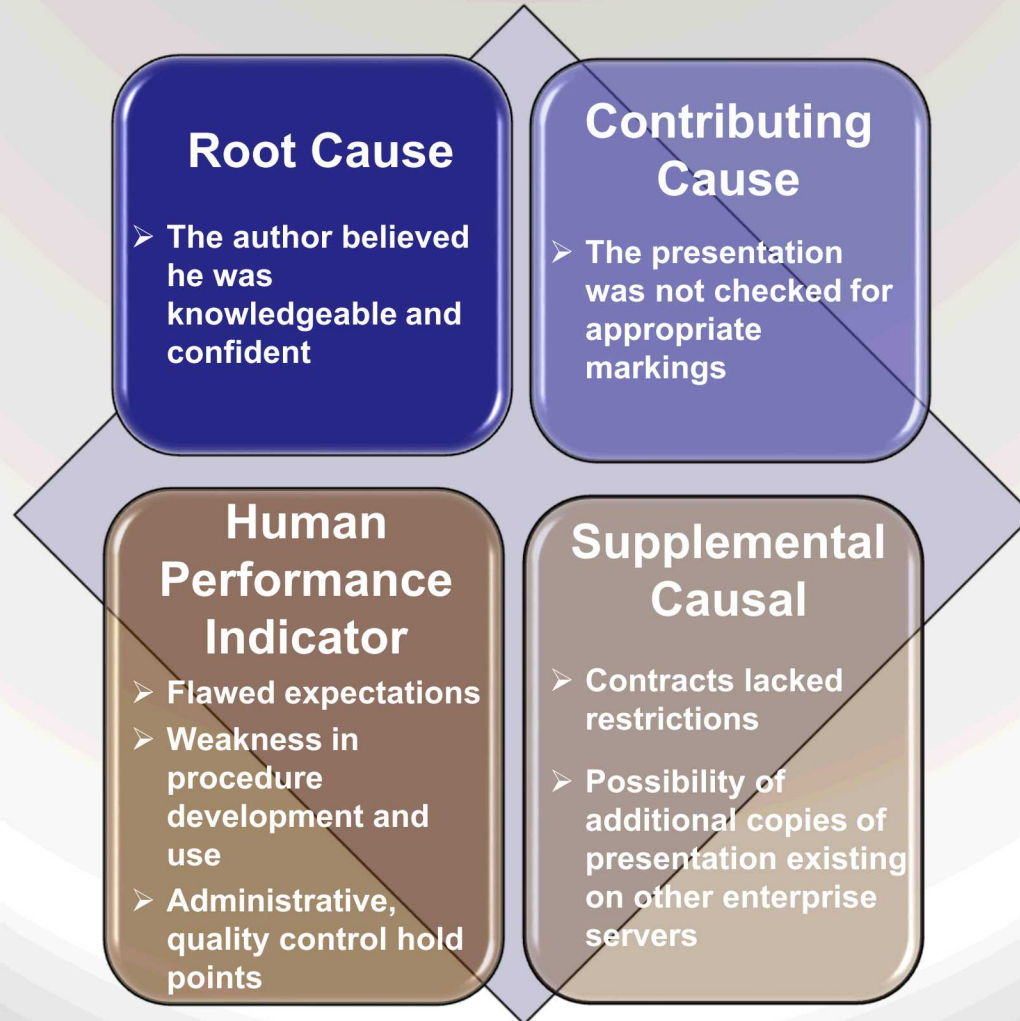 Root Cause
➢ The author believed
he was
knowledgeable and
confident
Contributing
Cause
➢ The presentation
was not checked for
appropriate
markings
Human
Performance
Indicator
➢ Flawed expectations
➢ Weakness in
procedure
development and
use
➢ Administrative,
quality control hold
points
Supplemental
Causal
➢ Contracts lacked
restrictions
➢ Possibility of
additional copies of
presentation existing
on other enterprise
servers